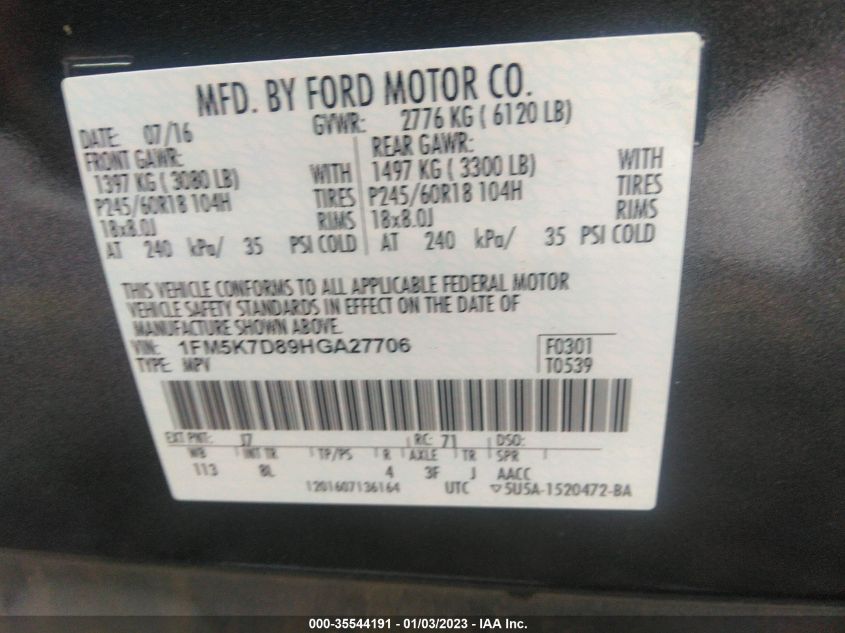 MFD. BY FORD MOTOR CO.
DATE: 07/16 GVWR: 2776 KG ( 6120 LB)
FRONT GAWR: REAR GAWR:
1397 KG ( 3080 LB) WITH 1497 KG ( 3300 LB) WITH
P245/60R18 104H TIRES P245/60R18 104H TIRES
18x8.0J RIMS 18x8.0J RIMS
AT 240 kPa/ 35 PSI COLD AT 240 kPa/ 35 PSI COLD
THIS VEHICLE CONFORMS TO ALL APPLICABLE FEDERAL MOTOR
VEHICLE SAFETY STANDARDS IN EFFECT ON THE DATE OF
MANUFACTURE SHOWN ABOVE.
VIN: 1FM5K7D89HGA27706 F0301
TYPE: MPV T0539
EXT PNT: J7 RC: 71 DSO:
WB INT TR TP/PS R AXLE TR SPR
113 8L 4 3F J AACC
1201607136164 UTC ▽5U5A-1520472-BA
000-35544191 - 01/03/2023 - IAA Inc.